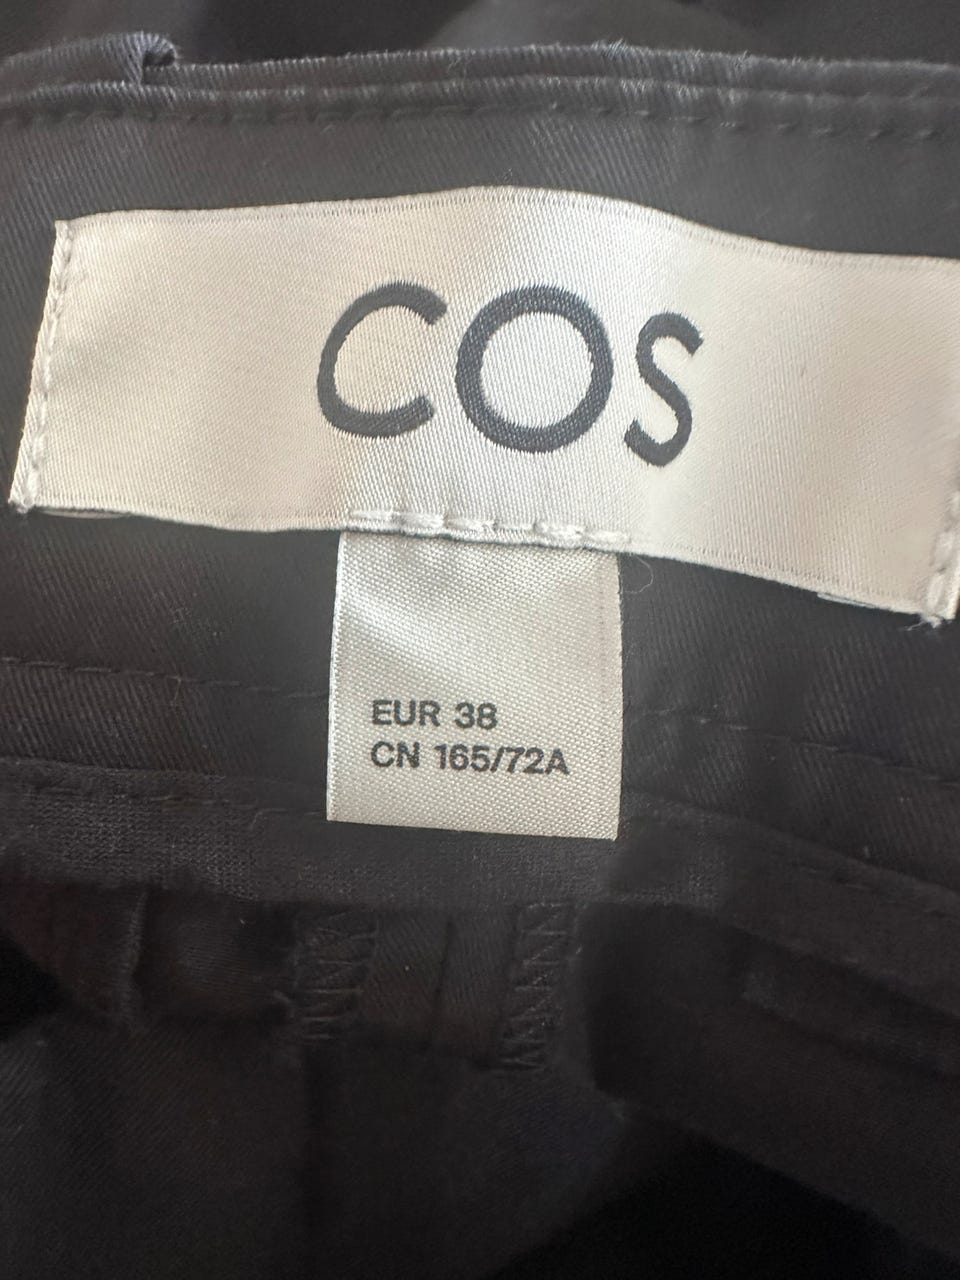 COS
EUR 38
CN 165/72A